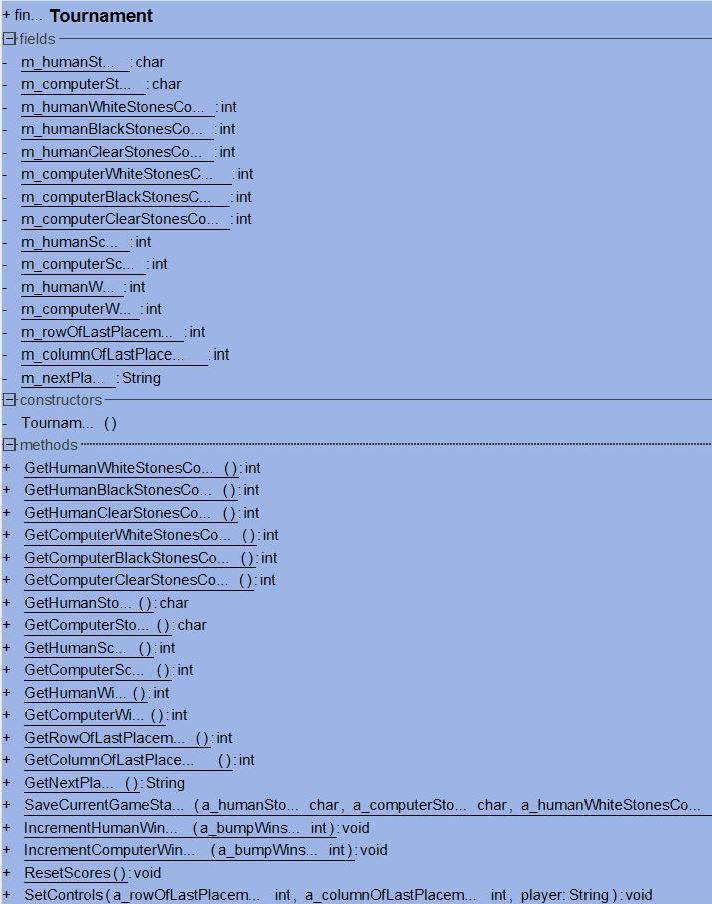 + fin... Tournament
fields
- m_humanSt... : char
- m_computerSt... : char
- m_humanWhiteStonesCo... : int
- m_humanBlackStonesCo... : int
- m_humanClearStonesCo... : int
- m_computerWhiteStonesC... : int
- m_computerBlackStonesC... : int
- m_computerClearStonesCo... : int
- m_humanSc... : int
- m_computerSc... : int
- m_humanW... : int
- m_computerW... : int
- m_rowOfLastPlacem... : int
- m_columnOfLastPlace... : int
- m_nextPla... : String
constructors
- Tournam... ()
methods
+ GetHumanWhiteStonesCo... (): int
+ GetHumanBlackStonesCo... (): int
+ GetHumanClearStonesCo... (): int
+ GetComputerWhiteStonesCo... (): int
+ GetComputerBlackStonesCo... (): int
+ GetComputerClearStonesCo... (): int
+ GetHumanSto... (): char
+ GetComputerSto... (): char
+ GetHumanSc... (): int
+ GetComputerSc... (): int
+ GetHumanWi... (): int
+ GetComputerWi... (): int
+ GetRowOfLastPlacem... (): int
+ GetColumnOfLastPlace... (): int
+ GetNextPla... (): String
+ SaveCurrentGameSta... (a_humanSto... char, a_computerSto... char, a_humanWhiteStonesCo...
+ IncrementHumanWin... (a_bumpWins... int): void
+ IncrementComputerWin... (a_bumpWins... int): void
+ ResetScores(): void
+ SetControls(a_rowOfLastPlacem... int, a_columnOfLastPlacem... int, player: String): void